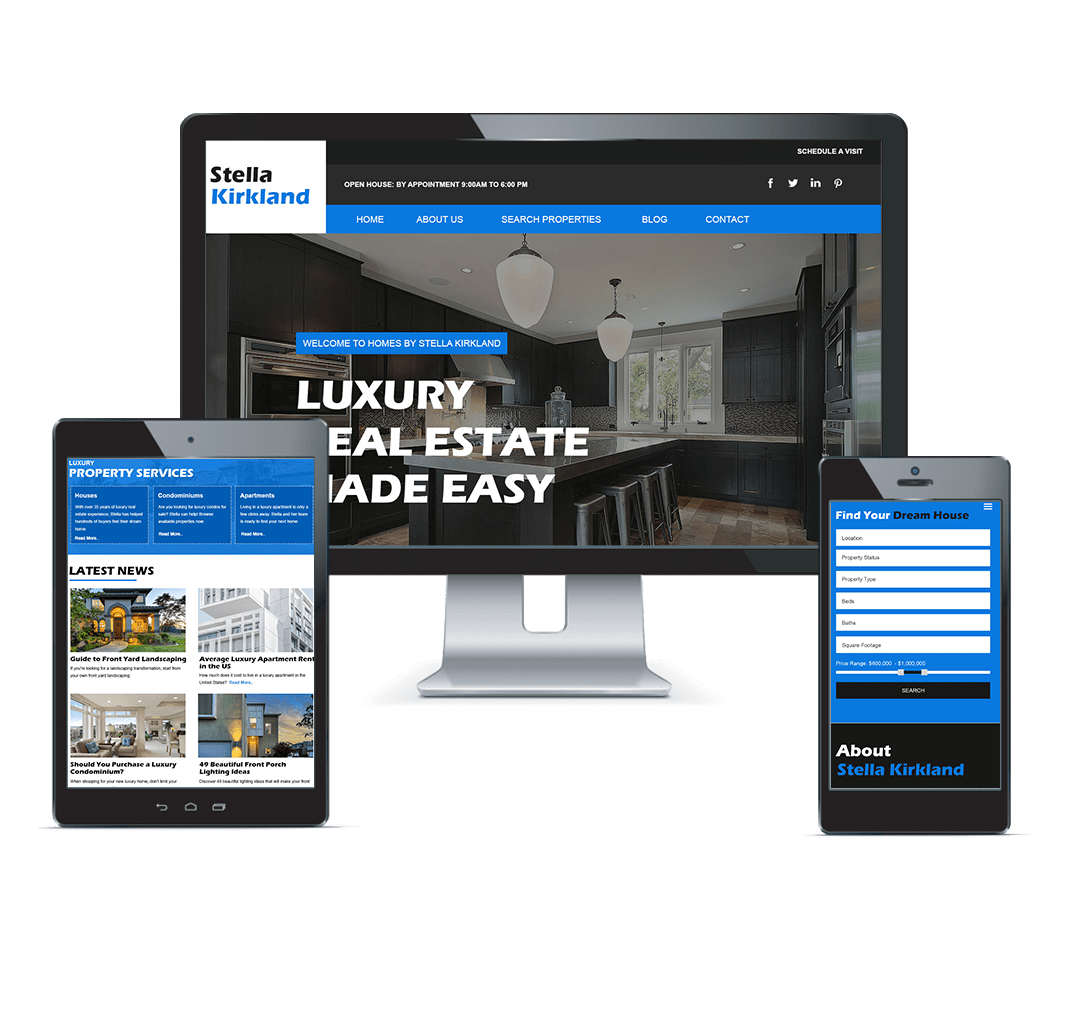 SCHEDULE A VISIT
Stella
Kirkland
OPEN HOUSE: BY APPOINTMENT 9:00AM TO 6:00 PM
HOME ABOUT US SEARCH PROPERTIES BLOG CONTACT
WELCOME TO HOMES BY STELLA KIRKLAND
LUXURY
EAL ESTATE
ADE EASY
LUXURY
PROPERTY SERVICES
Houses
With over 35 years of luxury real
estate experience, Stella has helped
hundreds of buyers find their dream
home.
Read More..
Condominiums
Are you looking for luxury condos for
sale? Stella can help! Browse
available properties now
Read More..
Apartments
Living in a luxury apartment is only a
few clicks away. Stella and her team
is ready to find your next home.
Read More..
LATEST NEWS
Guide to Front Yard Landscaping
If you're looking for a landscaping transformation, start from
your own front yard landscaping.
Average Luxury Apartment Rent
in the US
How much does it cost to live in a luxury apartment in the
United States? Read More..
Should You Purchase a Luxury
Condominium?
When shopping for your new luxury home, don't limit your
49 Beautiful Front Porch
Lighting Ideas
Discover 49 beautiful lighting ideas that will make your front
Find Your Dream House
Location
Property Status
Property Type
Beds
Baths
Square Footage
Price Range: $600,000 - $1,000,000
SEARCH
About
Stella Kirkland